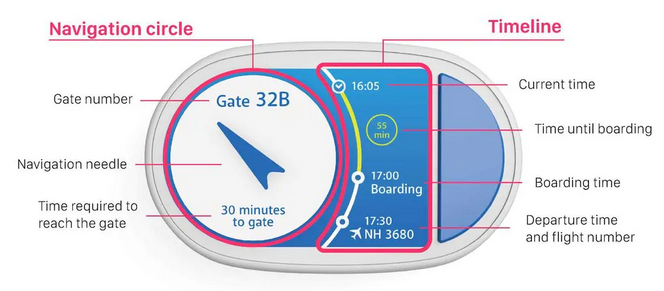 Navigation circle
Timeline
Gate number
Navigation needle
Time required to
reach the gate
Gate 32B
30 minutes
to gate
16:05
55
min
17:00
Boarding
17:30
NH 3680
Current time
Time until boarding
Boarding time
Departure time
and flight number